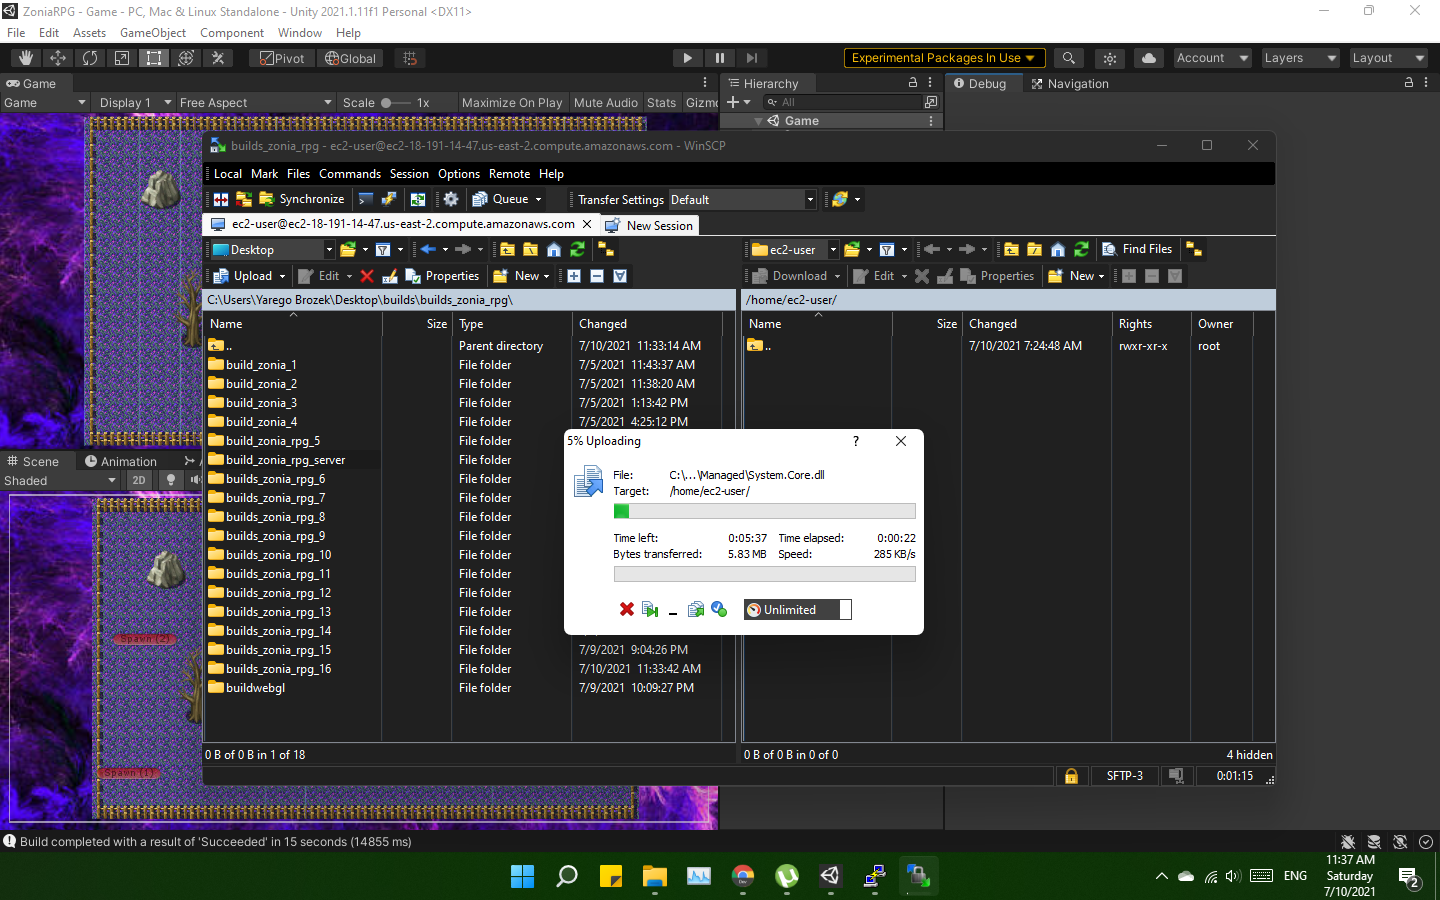 ZoniaRPG - Game - PC, Mac & Linux Standalone - Unity 2021.1.11f1 Personal <DX11>
File Edit Assets GameObject Component Window Help
Pivot Global Experimental Packages In Use Account Layers Layout
Game Hierarchy Debug Navigation
Game Display 1 Free Aspect Scale 1x Maximize On Play Mute Audio Stats Gizmo All
Game
builds_zonia_rpg - ec2-user@ec2-18-191-14-47.us-east-2.compute.amazonaws.com - WinSCP
Local Mark Files Commands Session Options Remote Help
Synchronize Queue Transfer Settings Default
ec2-user@ec2-18-191-14-47.us-east-2.compute.amazonaws.com New Session
Desktop ec2-user Find Files
Upload Edit Properties New Download Edit Properties New
C:\Users\Yarego Brozek\Desktop\builds\builds_zonia_rpg\ /home/ec2-user/
Name Size Type Changed Name Size Changed Rights Owner
.. Parent directory 7/10/2021 11:33:14 AM .. 7/10/2021 7:24:48 AM rwxr-xr-x root
build_zonia_1 File folder 7/5/2021 11:43:37 AM
build_zonia_2 File folder 7/5/2021 11:38:20 AM
build_zonia_3 File folder 7/5/2021 1:13:42 PM
build_zonia_4 File folder 7/5/2021 4:25:12 PM
build_zonia_rpg_5 File folder
build_zonia_rpg_server File folder
builds_zonia_rpg_6 File folder
builds_zonia_rpg_7 File folder
builds_zonia_rpg_8 File folder
builds_zonia_rpg_9 File folder
builds_zonia_rpg_10 File folder
builds_zonia_rpg_11 File folder
builds_zonia_rpg_12 File folder
builds_zonia_rpg_13 File folder
builds_zonia_rpg_14 File folder
builds_zonia_rpg_15 File folder 7/9/2021 9:04:26 PM
builds_zonia_rpg_16 File folder 7/10/2021 11:33:42 AM
buildwebgl File folder 7/9/2021 10:09:27 PM
5% Uploading ?
File: C:\...\Managed\System.Core.dll
Target: /home/ec2-user/
Time left: 0:05:37 Time elapsed: 0:00:22
Bytes transferred: 5.83 MB Speed: 285 KB/s
Unlimited
0 B of 0 B in 1 of 18 0 B of 0 B in 0 of 0 4 hidden
SFTP-3 0:01:15
Scene Animation
Shaded 2D
Spawn (2)
Spawn (1)
Build completed with a result of 'Succeeded' in 15 seconds (14855 ms)
ENG 11:37 AM
Saturday
7/10/2021
2